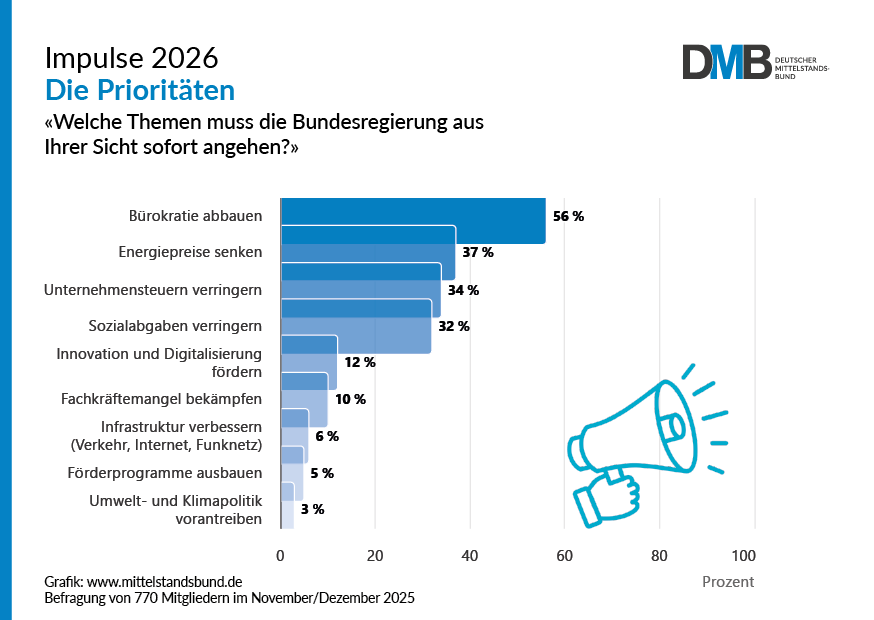 Impulse 2026
Die Prioritäten
«Welche Themen muss die Bundesregierung aus
Ihrer Sicht sofort angehen?»
DMB
DEUTSCHER
MITTELSTANDS-
BUND
Bürokratie abbauen
56 %
Energiepreise senken
37 %
Unternehmensteuern verringern
34 %
Sozialabgaben verringern
32 %
Innovation und Digitalisierung
fördern
12 %
Fachkräftemangel bekämpfen
10 %
Infrastruktur verbessern
(Verkehr, Internet, Funknetz)
6 %
Förderprogramme ausbauen
5 %
Umwelt- und Klimapolitik
vorantreiben
3 %
0 20 40 60 80 100
Prozent
Grafik: www.mittelstandsbund.de
Befragung von 770 Mitgliedern im November/Dezember 2025